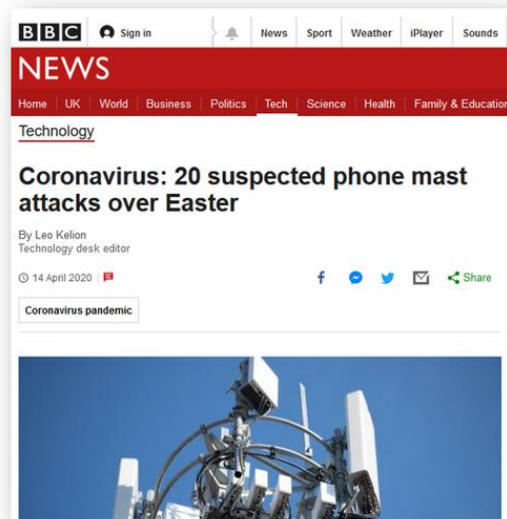 BBC Sign in News Sport Weather iPlayer Sounds
NEWS
Home UK World Business Politics Tech Science Health Family & Education
Technology
Coronavirus: 20 suspected phone mast
attacks over Easter
By Leo Kelion
Technology desk editor
14 April 2020 Share
Coronavirus pandemic